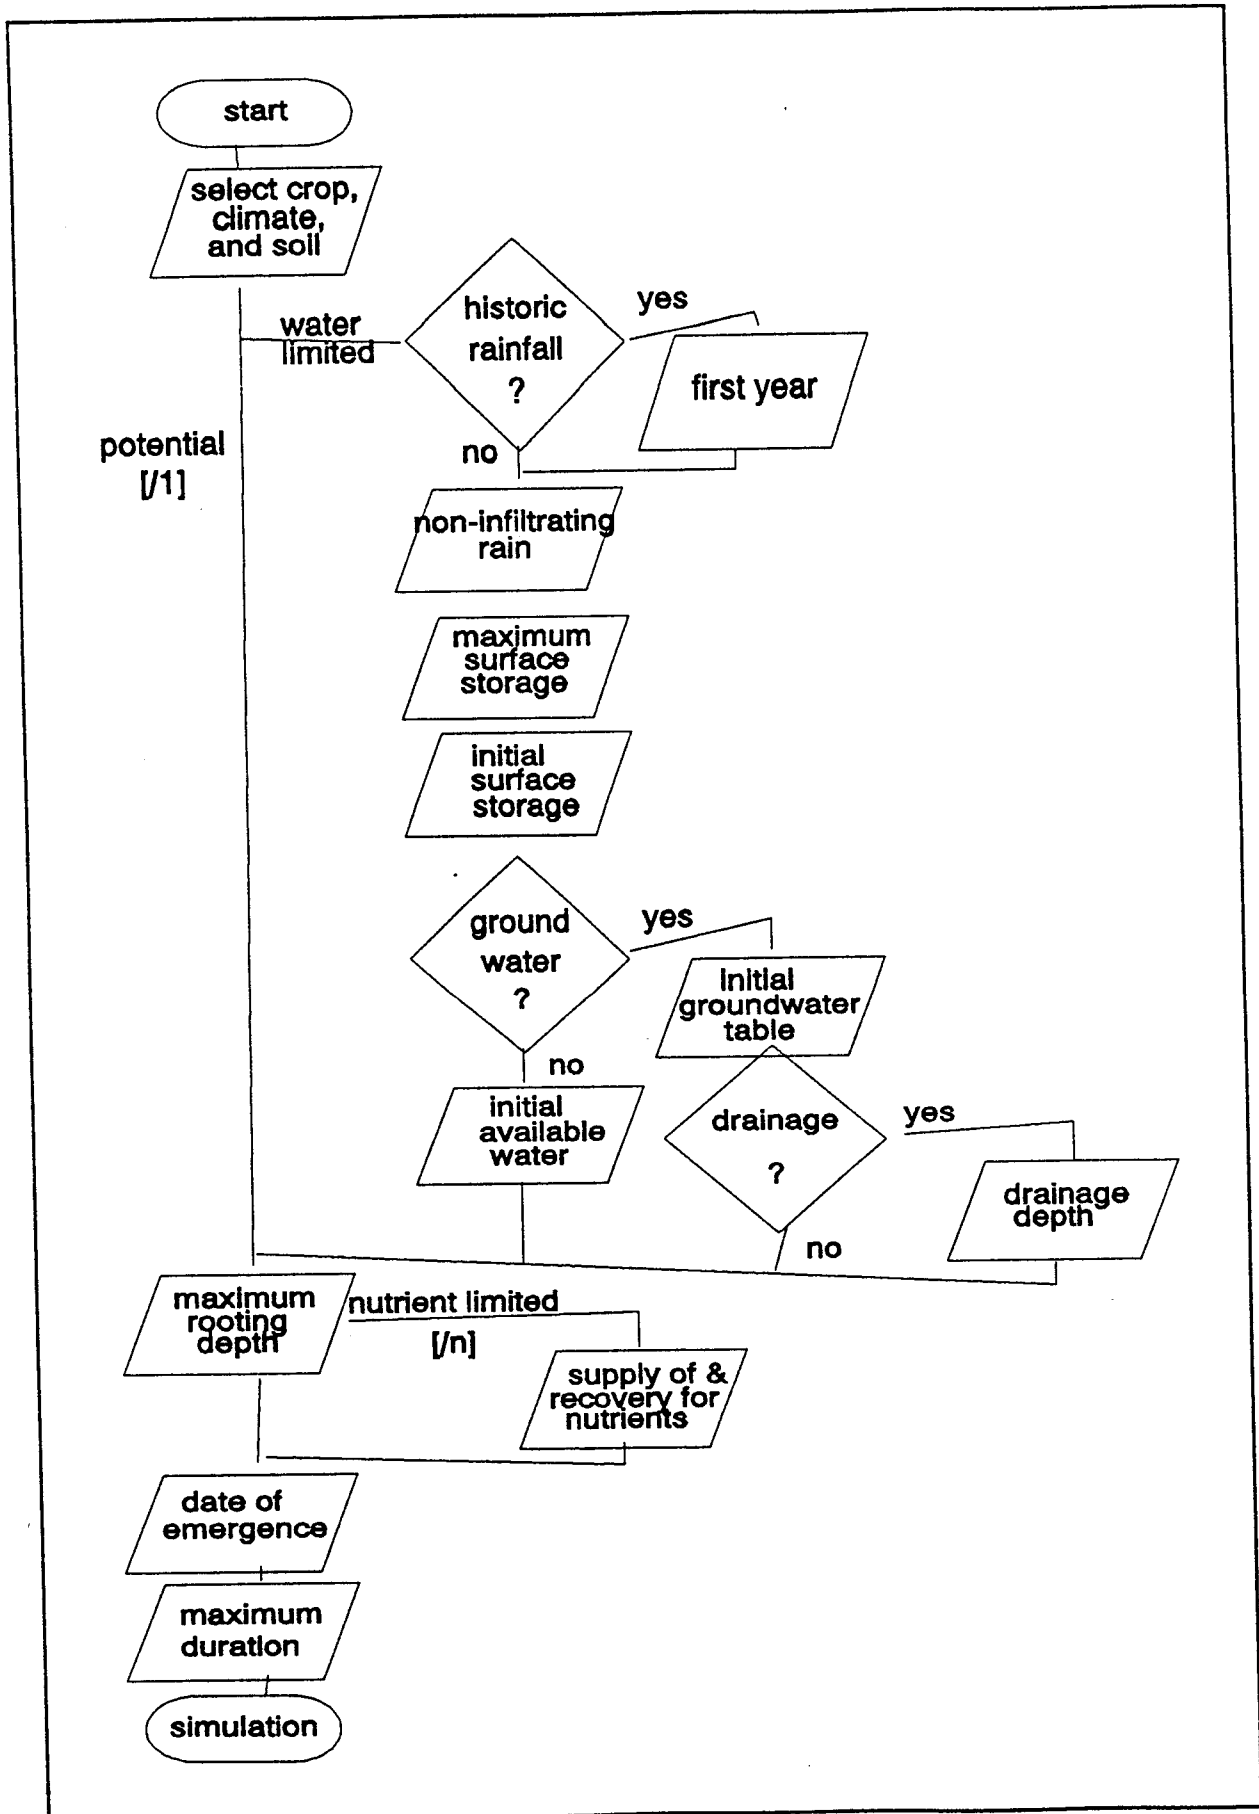 start
select crop,
climate,
and soil
water
limited
historic
rainfall
?
yes
first year
potential
[/1]
no
non-infiltrating
rain
maximum
surface
storage
initial
surface
storage
ground
water
?
yes
initial
groundwater
table
no
initial
available
water
drainage
?
yes
drainage
depth
no
maximum
rooting
depth
nutrient limited
[/n]
supply of &
recovery for
nutrients
date of
emergence
maximum
duration
simulation